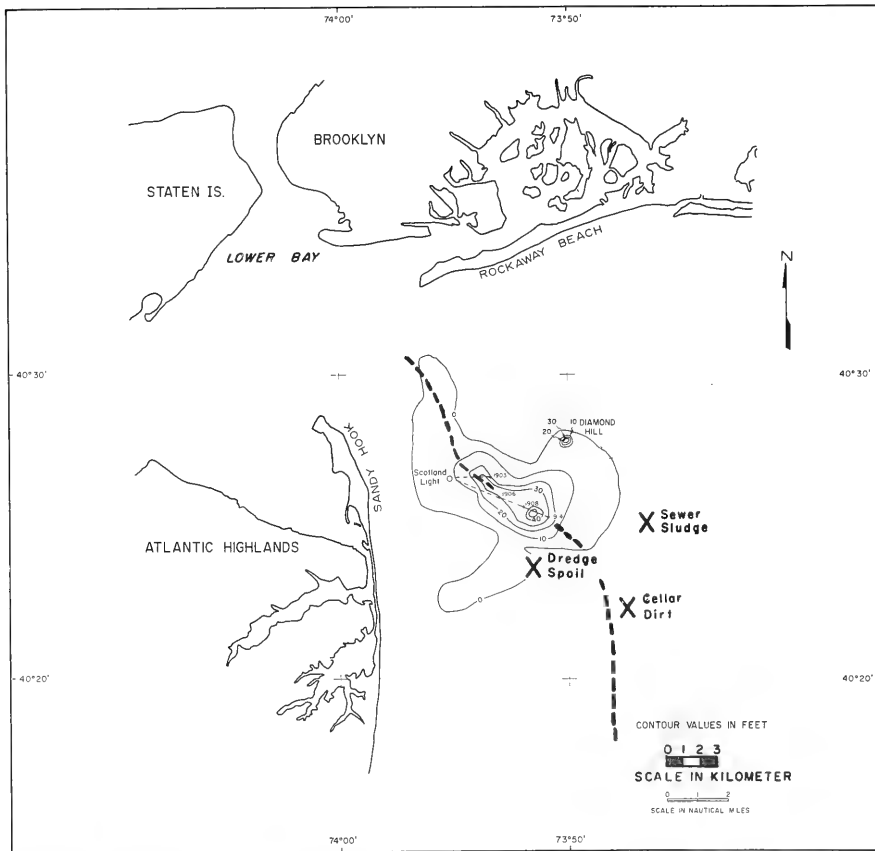 74°00'
73°50'
BROOKLYN
STATEN IS.
LOWER BAY
ROCKAWAY BEACH
N
40°30'
40°30'
0
30
10
DIAMOND
20
HILL
SANDY HOOK
Scotland
Light
1903
1906
30
1908
20
40
9.4
10
ATLANTIC HIGHLANDS
Sewer
Sludge
Dredge
Spoil
0
Cellar
Dirt
40°20'
40°20'
CONTOUR VALUES IN FEET
0 1 2 3
SCALE IN KILOMETER
0 1 2
SCALE IN NAUTICAL MILES
74°00'
73°50'